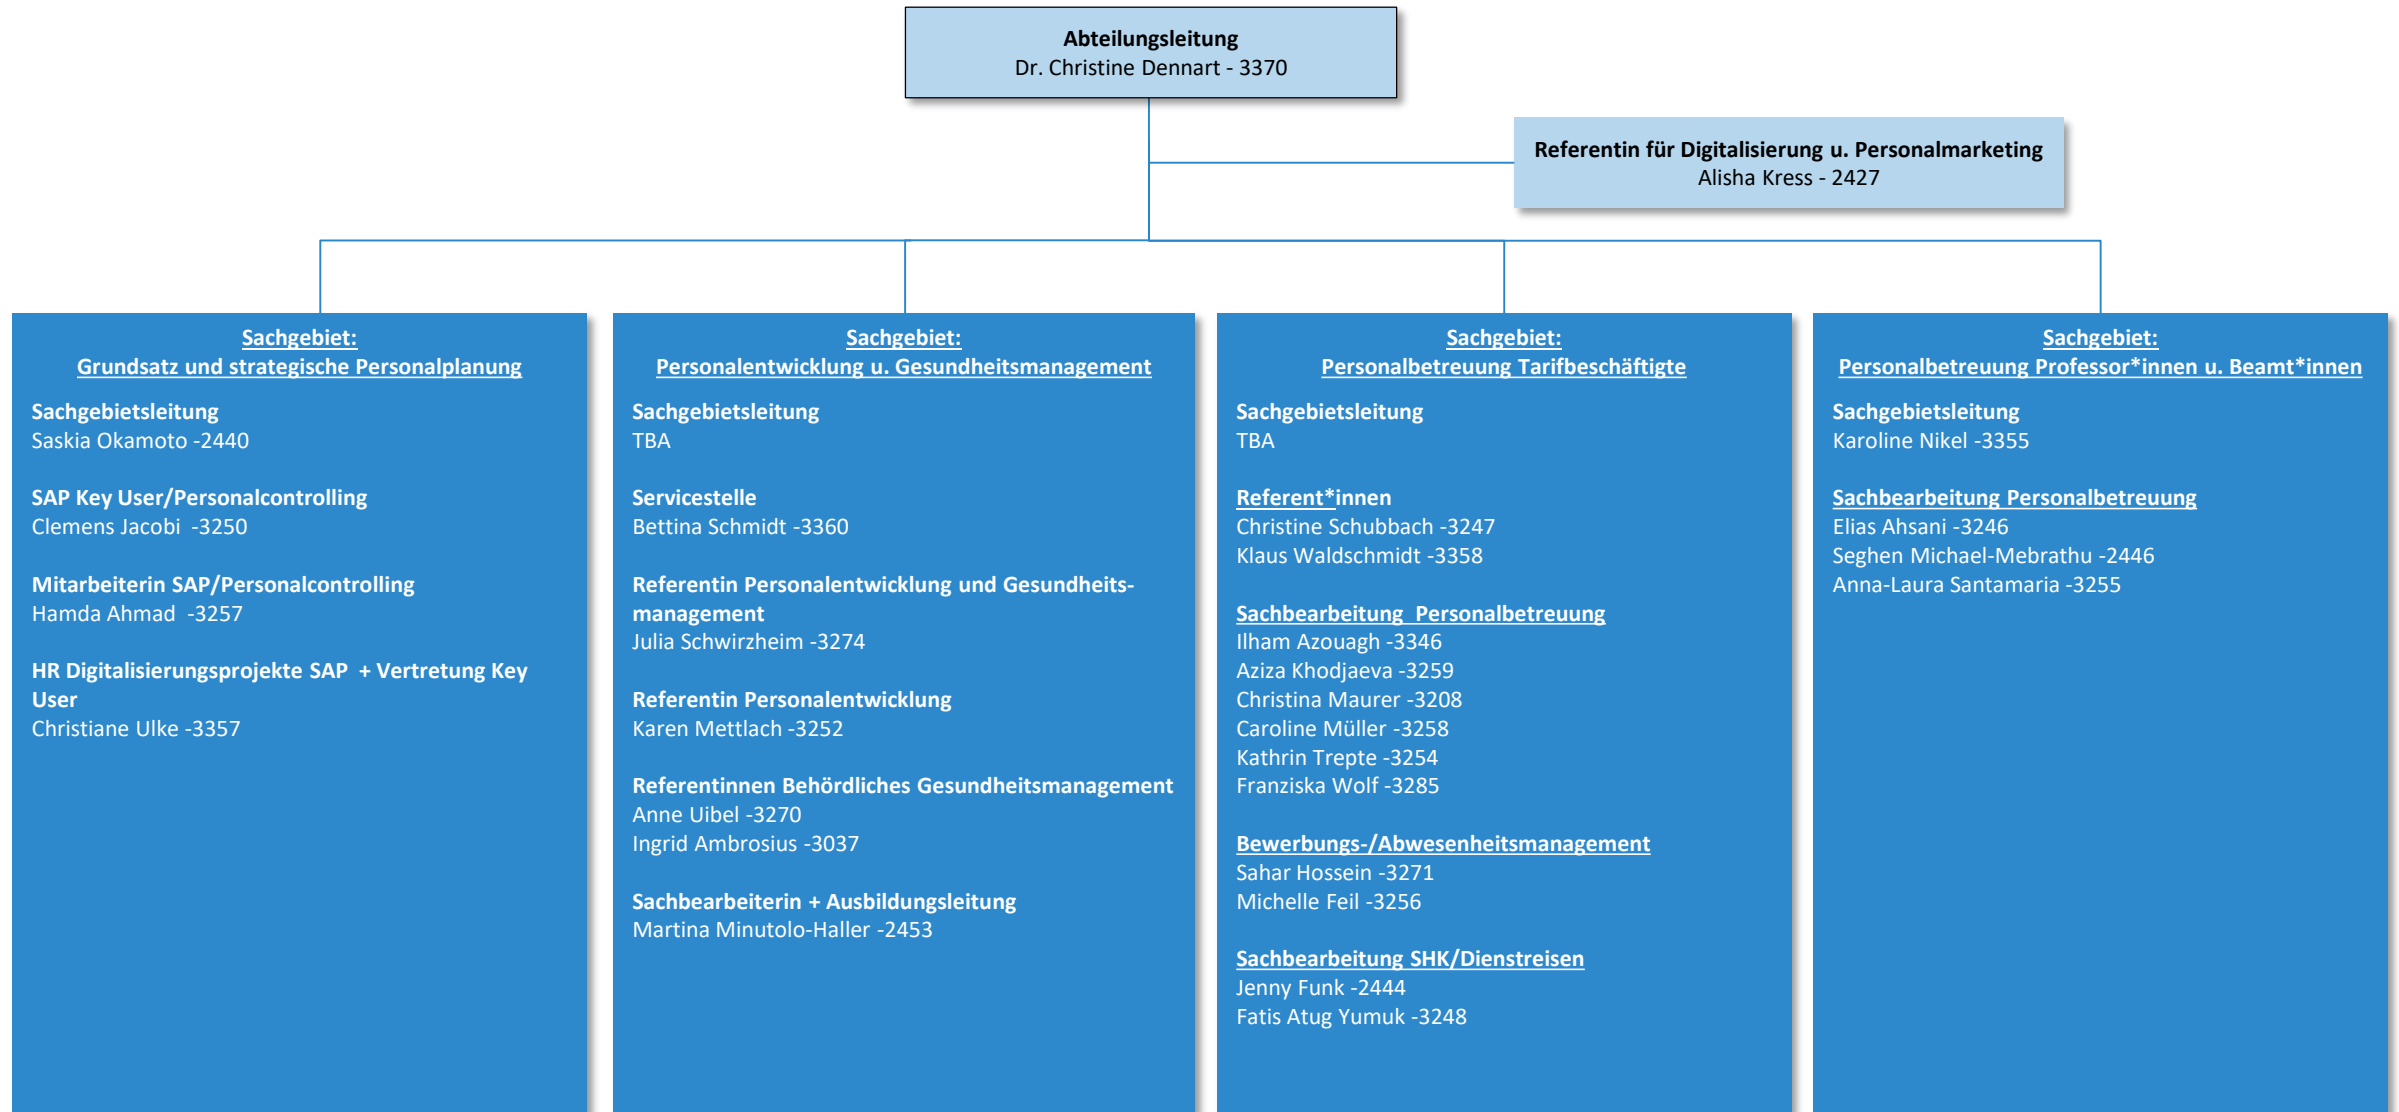 Abteilungsleitung
Dr. Christine Dennart - 3370
Referentin für Digitalisierung u. Personalmarketing
Alisha Kress - 2427
Sachgebiet:
Grundsatz und strategische Personalplanung
Sachgebietsleitung
Saskia Okamoto -2440
SAP Key User/Personalcontrolling
Clemens Jacobi -3250
Mitarbeiterin SAP/Personalcontrolling
Hamda Ahmad -3257
HR Digitalisierungsprojekte SAP + Vertretung Key
User
Christiane Ulke -3357
Sachgebiet:
Personalentwicklung u. Gesundheitsmanagement
Sachgebietsleitung
TBA
Servicestelle
Bettina Schmidt -3360
Referentin Personalentwicklung und Gesundheits-
management
Julia Schwirzheim -3274
Referentin Personalentwicklung
Karen Mettlach -3252
Referentinnen Behördliches Gesundheitsmanagement
Anne Uibel -3270
Ingrid Ambrosius -3037
Sachbearbeiterin + Ausbildungsleitung
Martina Minutolo-Haller -2453
Sachgebiet:
Personalbetreuung Tarifbeschäftigte
Sachgebietsleitung
TBA
Referent*innen
Christine Schubbach -3247
Klaus Waldschmidt -3358
Sachbearbeitung Personalbetreuung
Ilham Azouagh -3346
Aziza Khodjaeva -3259
Christina Maurer -3208
Caroline Müller -3258
Kathrin Trepte -3254
Franziska Wolf -3285
Bewerbungs-/Abwesenheitsmanagement
Sahar Hossein -3271
Michelle Feil -3256
Sachbearbeitung SHK/Dienstreisen
Jenny Funk -2444
Fatis Atug Yumuk -3248
Sachgebiet:
Personalbetreuung Professor*innen u. Beamt*innen
Sachgebietsleitung
Karoline Nikel -3355
Sachbearbeitung Personalbetreuung
Elias Ahsani -3246
Seghen Michael-Mebrathu -2446
Anna-Laura Santamaria -3255